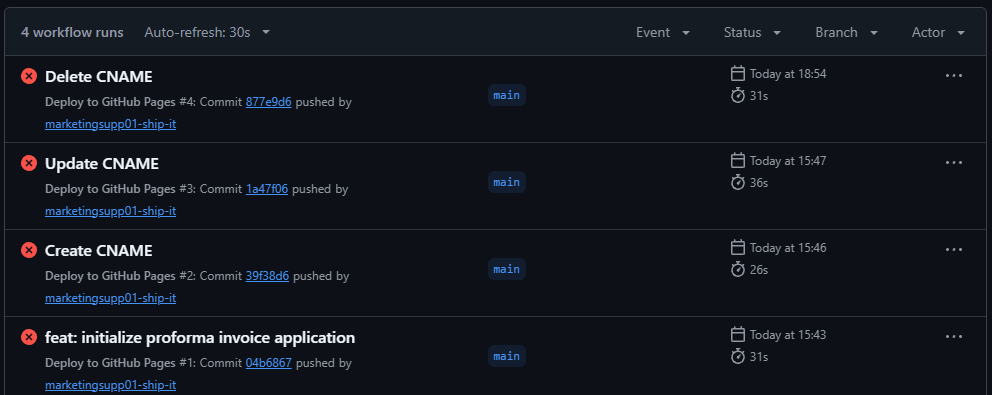 4 workflow runs Auto-refresh: 30s Event Status Branch Actor
Delete CNAME
Today at 18:54
Deploy to GitHub Pages #4: Commit 877e9d6 pushed by
main
31s
marketingsupp01-ship-it
Update CNAME
Today at 15:47
Deploy to GitHub Pages #3: Commit 1a47f06 pushed by
main
36s
marketingsupp01-ship-it
Create CNAME
Today at 15:46
Deploy to GitHub Pages #2: Commit 39f38d6 pushed by
main
26s
marketingsupp01-ship-it
feat: initialize proforma invoice application
Today at 15:43
Deploy to GitHub Pages #1: Commit 04b6867 pushed by
main
31s
marketingsupp01-ship-it